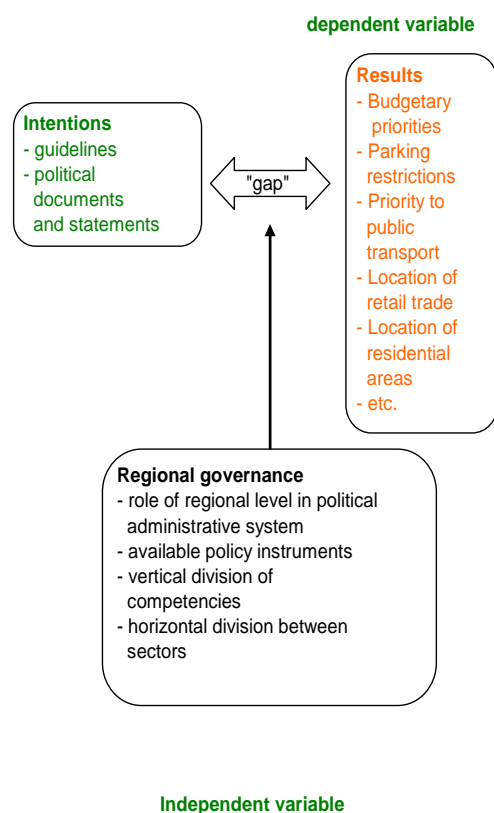 dependent variable
Intentions
- guidelines
- political
documents
and statements
"gap"
Results
- Budgetary
priorities
- Parking
restrictions
- Priority to
public
transport
- Location of
retail trade
- Location of
residential
areas
- etc.
Regional governance
- role of regional level in political
administrative system
- available policy instruments
- vertical division of
competencies
- horizontal division between
sectors
Independent variable